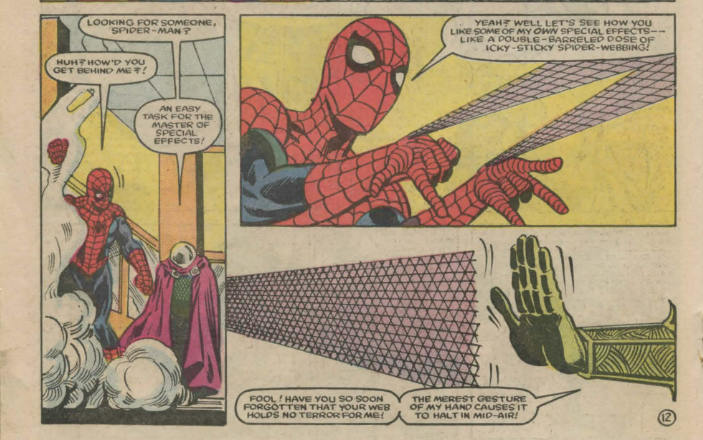 LOOKING FOR SOMEONE,
SPIDER-MAN?
HUH? HOW'D YOU
GET BEHIND ME?!
AN EASY
TASK FOR THE
MASTER OF
SPECIAL
EFFECTS!
YEAH? WELL LET'S SEE HOW YOU
LIKE SOME OF MY OWN SPECIAL EFFECTS--
LIKE A DOUBLE-BARRELED DOSE OF
ICKY-STICKY SPIDER-WEBBING!
FOOL! HAVE YOU SO SOON
FORGOTTEN THAT YOUR WEB
HOLDS NO TERROR FOR ME!
THE MEREST GESTURE
OF MY HAND CAUSES IT
TO HALT IN MID-AIR!
12